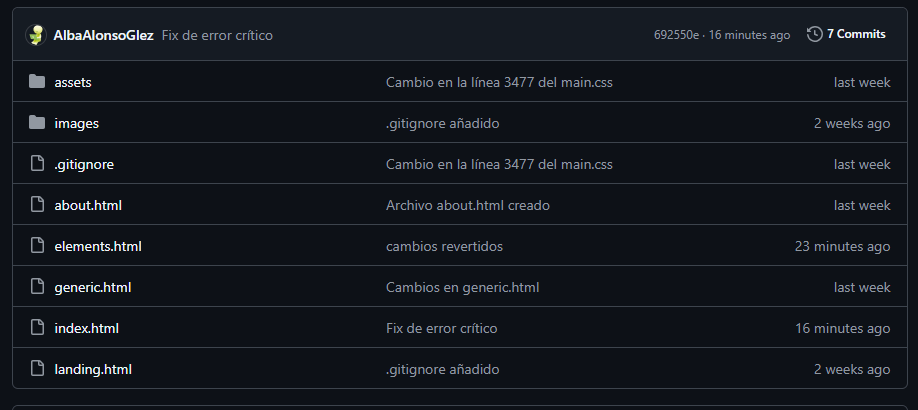 AlbaAlonsoGlez Fix de error crítico 692550e · 16 minutes ago 7 Commits
assets Cambio en la línea 3477 del main.css last week
images .gitignore añadido 2 weeks ago
.gitignore Cambio en la línea 3477 del main.css last week
about.html Archivo about.html creado last week
elements.html cambios revertidos 23 minutes ago
generic.html Cambios en generic.html last week
index.html Fix de error crítico 16 minutes ago
landing.html .gitignore añadido 2 weeks ago